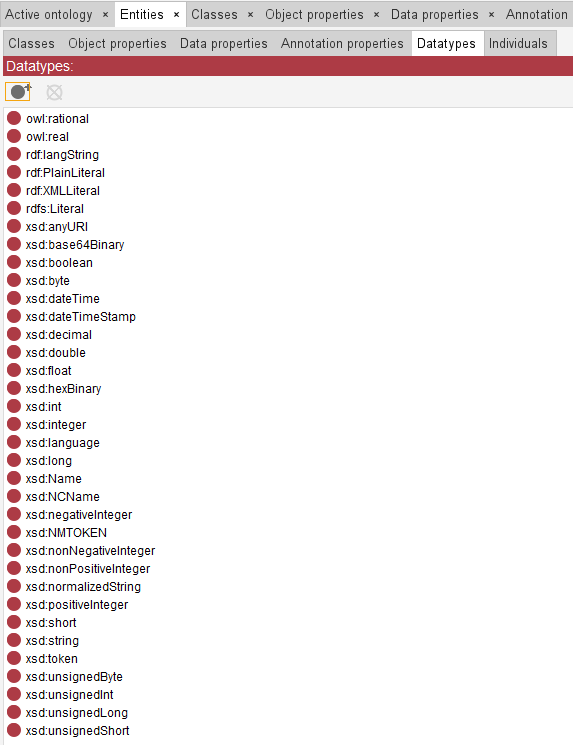 Active ontology × Entities × Classes × Object properties × Data properties × Annotation
Classes Object properties Data properties Annotation properties Datatypes Individuals
Datatypes:
owl:rational
owl:real
rdf:langString
rdf:PlainLiteral
rdf:XMLLiteral
rdfs:Literal
xsd:anyURI
xsd:base64Binary
xsd:boolean
xsd:byte
xsd:dateTime
xsd:dateTimeStamp
xsd:decimal
xsd:double
xsd:float
xsd:hexBinary
xsd:int
xsd:integer
xsd:language
xsd:long
xsd:Name
xsd:NCName
xsd:negativeInteger
xsd:NMTOKEN
xsd:nonNegativeInteger
xsd:nonPositiveInteger
xsd:normalizedString
xsd:positiveInteger
xsd:short
xsd:string
xsd:token
xsd:unsignedByte
xsd:unsignedInt
xsd:unsignedLong
xsd:unsignedShort